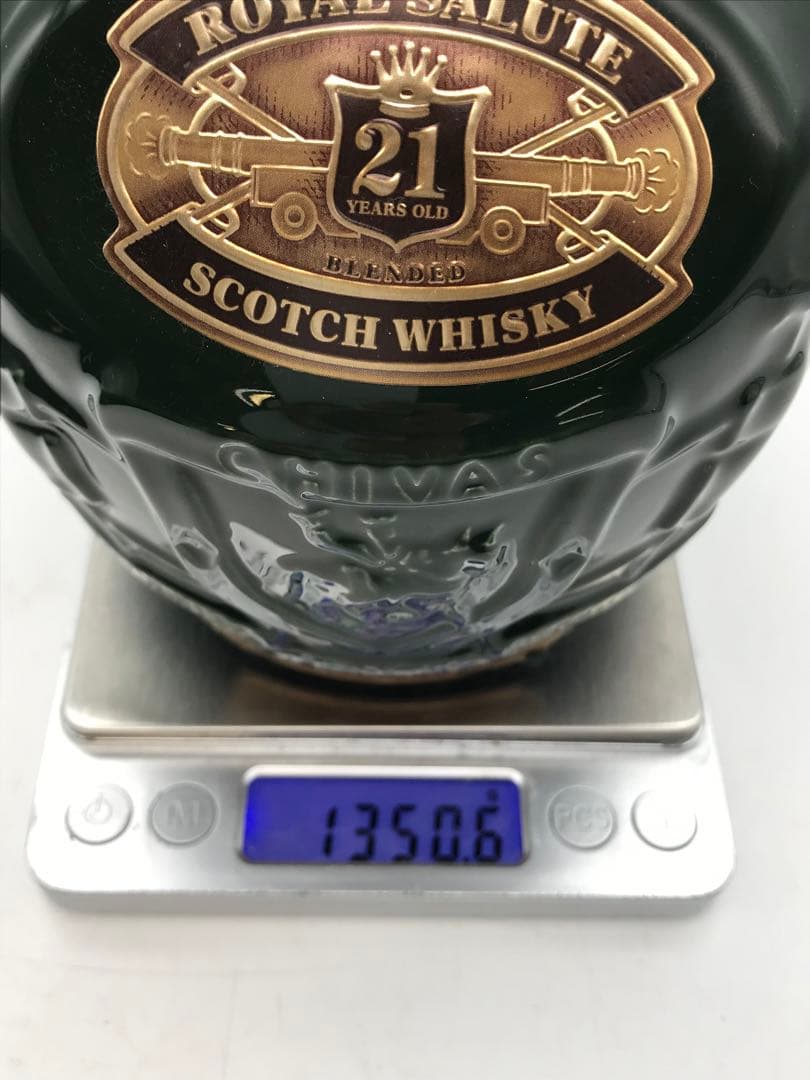 ROYAL SALUTE
21
YEARS OLD
BLENDED
SCOTCH WHISKY
CHIVAS
1350.6
PCS